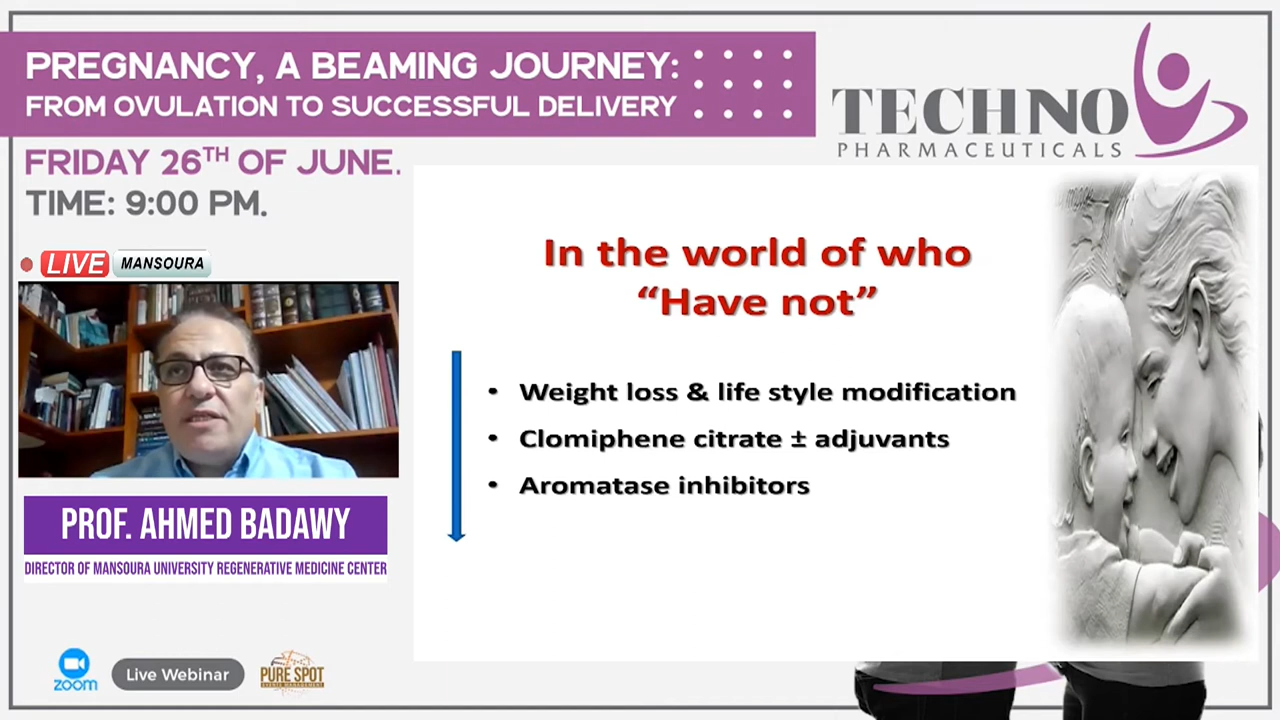 PREGNANCY, A BEAMING JOURNEY:
FROM OVULATION TO SUCCESSFUL DELIVERY
TECHNO
PHARMACEUTICALS
FRIDAY 26TH OF JUNE.
TIME: 9:00 PM.
LIVE MANSOURA
In the world of who
“Have not”
• Weight loss & life style modification
• Clomiphene citrate ± adjuvants
• Aromatase inhibitors
PROF. AHMED BADAWY
DIRECTOR OF MANSOURA UNIVERSITY REGENERATIVE MEDICINE CENTER
zoom
Live Webinar
PURE SPOT
EVENTS MANAGEMENT